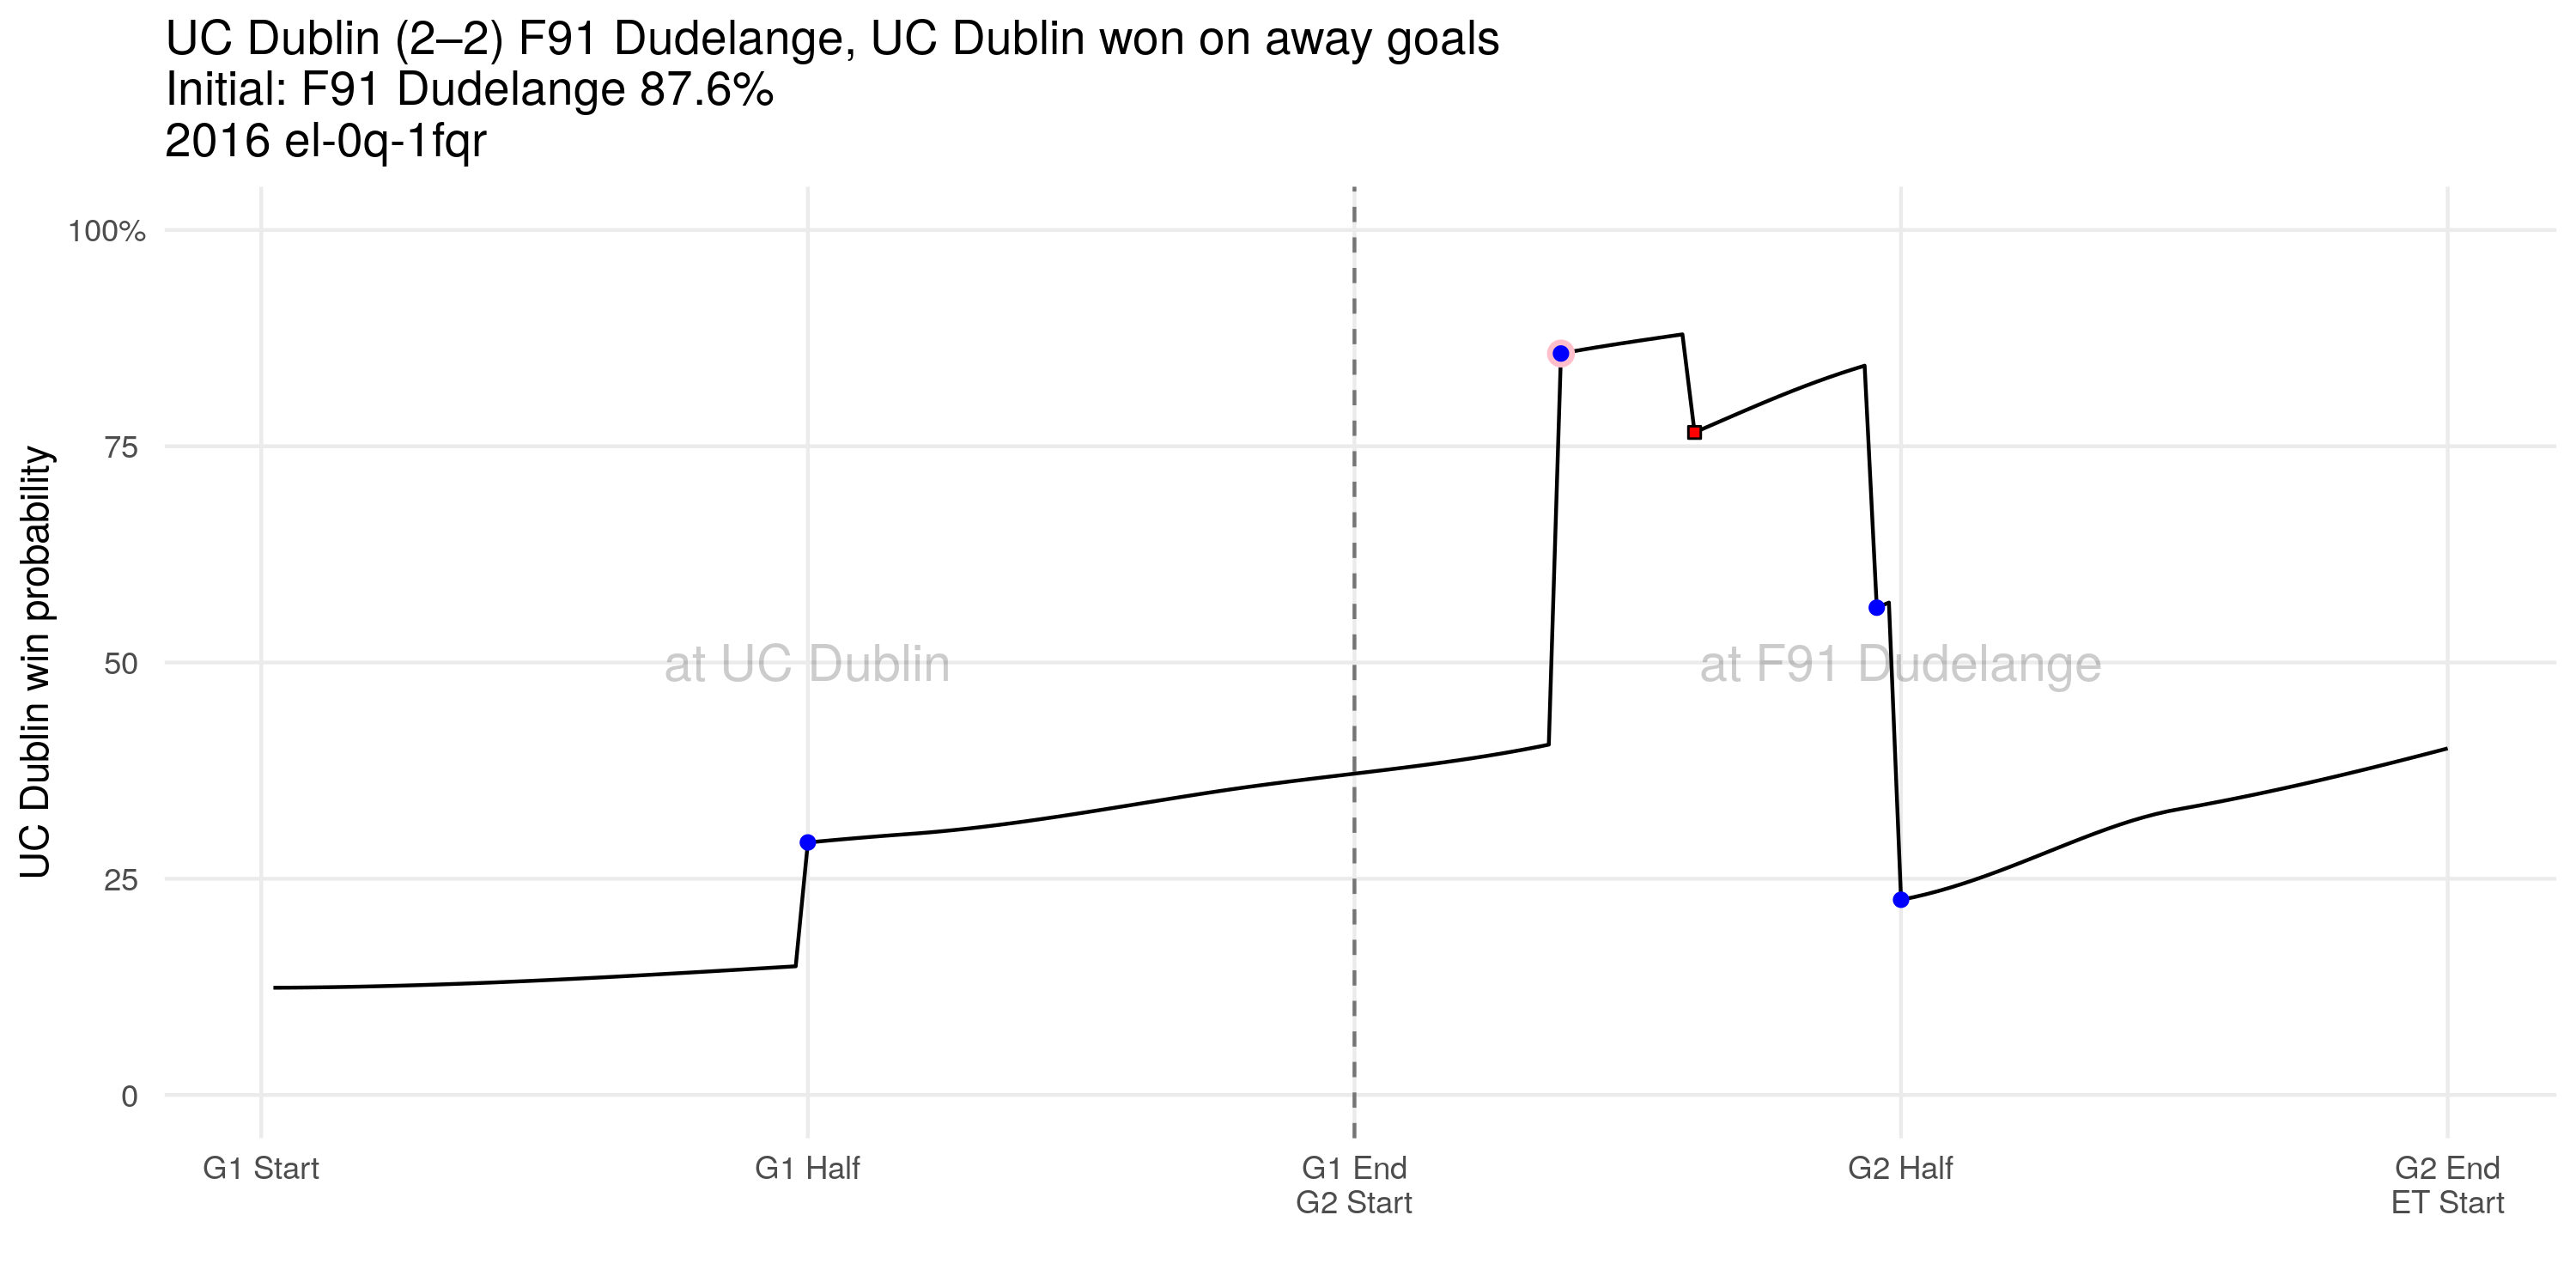 UC Dublin (2–2) F91 Dudelange, UC Dublin won on away goals
Initial: F91 Dudelange 87.6%
2016 el-0q-1fqr
UC Dublin win probability
100%
75
50
25
0
at UC Dublin
at F91 Dudelange
G1 Start
G1 Half
G1 End
G2 Start
G2 Half
G2 End
ET Start